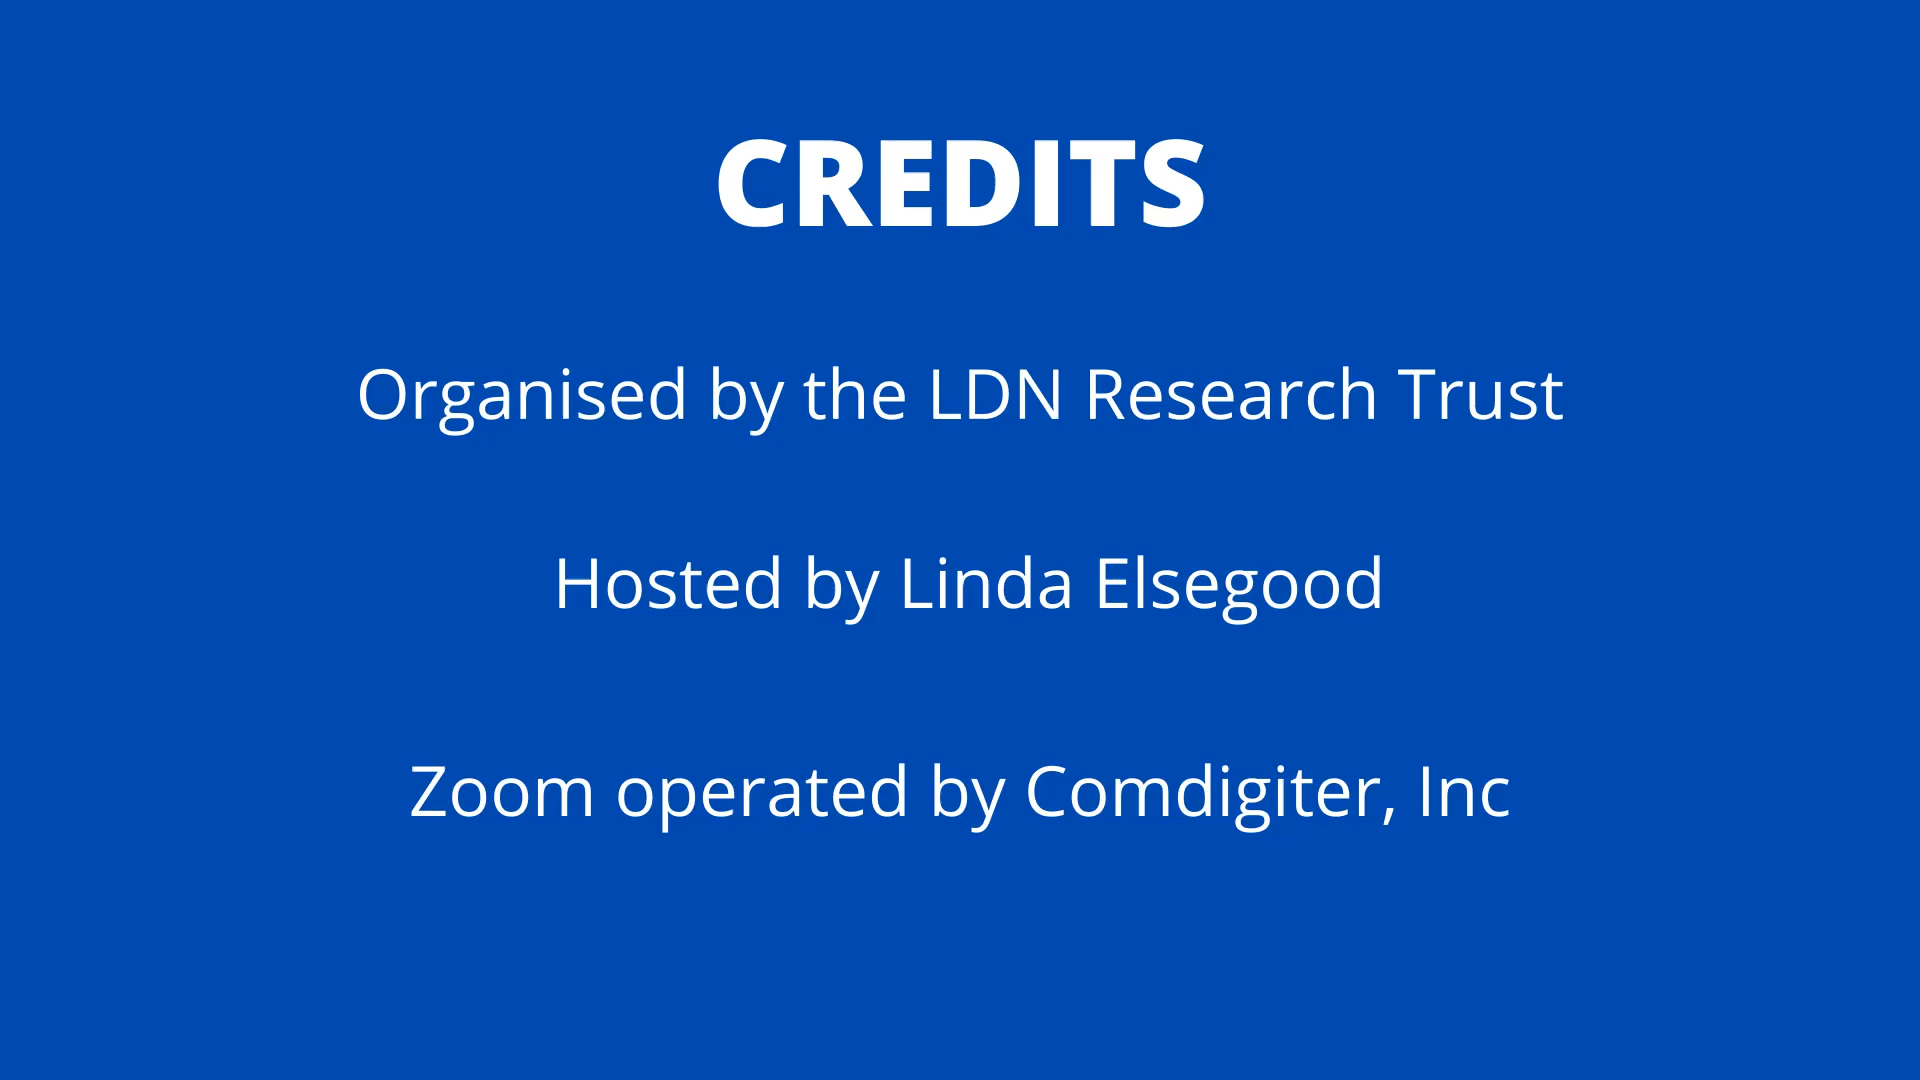 CREDITS
Organised by the LDN Research Trust
Hosted by Linda Elsegood
Zoom operated by Comdigiter, Inc